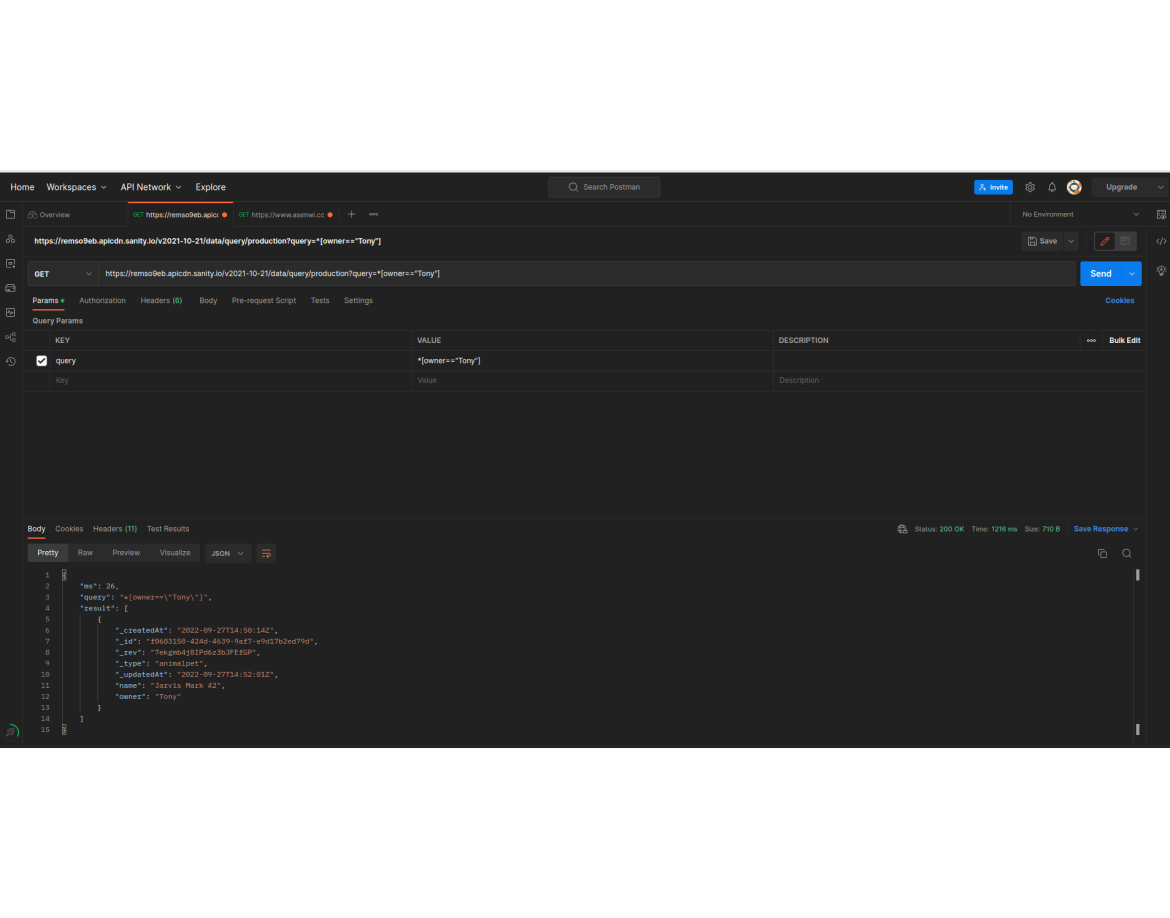 Home Workspaces API Network Explore Search Postman Invite Upgrade
Overview GET https://remso9eb.apicc GET https://www.asenwi.cc No Environment
https://remso9eb.apicdn.sanity.io/v2021-10-21/data/query/production?query=*[owner=="Tony"] Save
GET https://remso9eb.apicdn.sanity.io/v2021-10-21/data/query/production?query=*[owner=="Tony"] Send
Params Authorization Headers (6) Body Pre-request Script Tests Settings Cookies
Query Params
KEY VALUE DESCRIPTION Bulk Edit
query *[owner=="Tony"]
Key Value Description
Body Cookies Headers (11) Test Results Status: 200 OK Time: 1216 ms Size: 710 B Save Response
Pretty Raw Preview Visualize JSON
1 {
2 "ms": 26,
3 "query": "*[owner==\"Tony\"]",
4 "result": [
5 {
6 "_createdAt": "2022-09-27T14:50:14Z",
7 "_id": "f0683150-424d-4639-9af7-e9d17b2ed79d",
8 "_rev": "7ekgmb4j8IPd6z3bJFEfGP",
9 "_type": "animalpet",
10 "_updatedAt": "2022-09-27T14:52:01Z",
11 "name": "Jarvis Mark 42",
12 "owner": "Tony"
13 }
14 ]
15 }